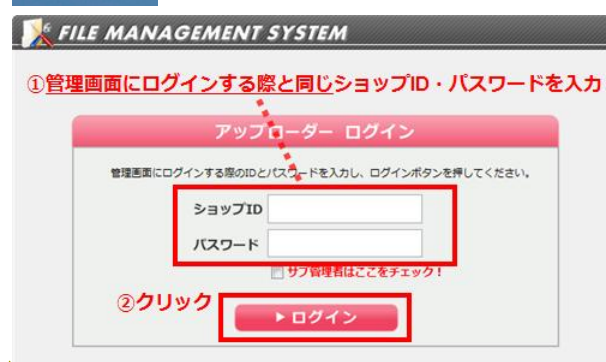 FILE MANAGEMENT SYSTEM
①管理画面にログインする際と同じショップID・パスワードを入力
アップローダー ログイン
管理画面にログインする際のIDとパスワードを入力し、ログインボタンを押してください。
ショップID
パスワード
サブ管理者はここをチェック！
②クリック
ログイン